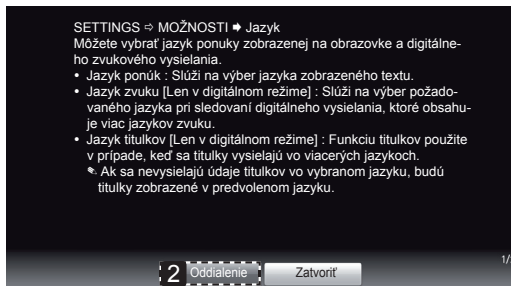 SETTINGS ⇨ MOŽNOSTI ➧ Jazyk
Môžete vybrať jazyk ponuky zobrazenej na obrazovke a digitálne-
ho zvukového vysielania.
• Jazyk ponúk : Slúži na výber jazyka zobrazeného textu.
• Jazyk zvuku [Len v digitálnom režime] : Slúži na výber požado-
vaného jazyka pri sledovaní digitálneho vysielania, ktoré obsahu-
je viac jazykov zvuku.
• Jazyk titulkov [Len v digitálnom režime] : Funkciu titulkov použite
v prípade, keď sa titulky vysielajú vo viacerých jazykoch.
✎ Ak sa nevysielajú údaje titulkov vo vybranom jazyku, budú
titulky zobrazené v predvolenom jazyku.
1/
2 Oddialenie Zatvoriť